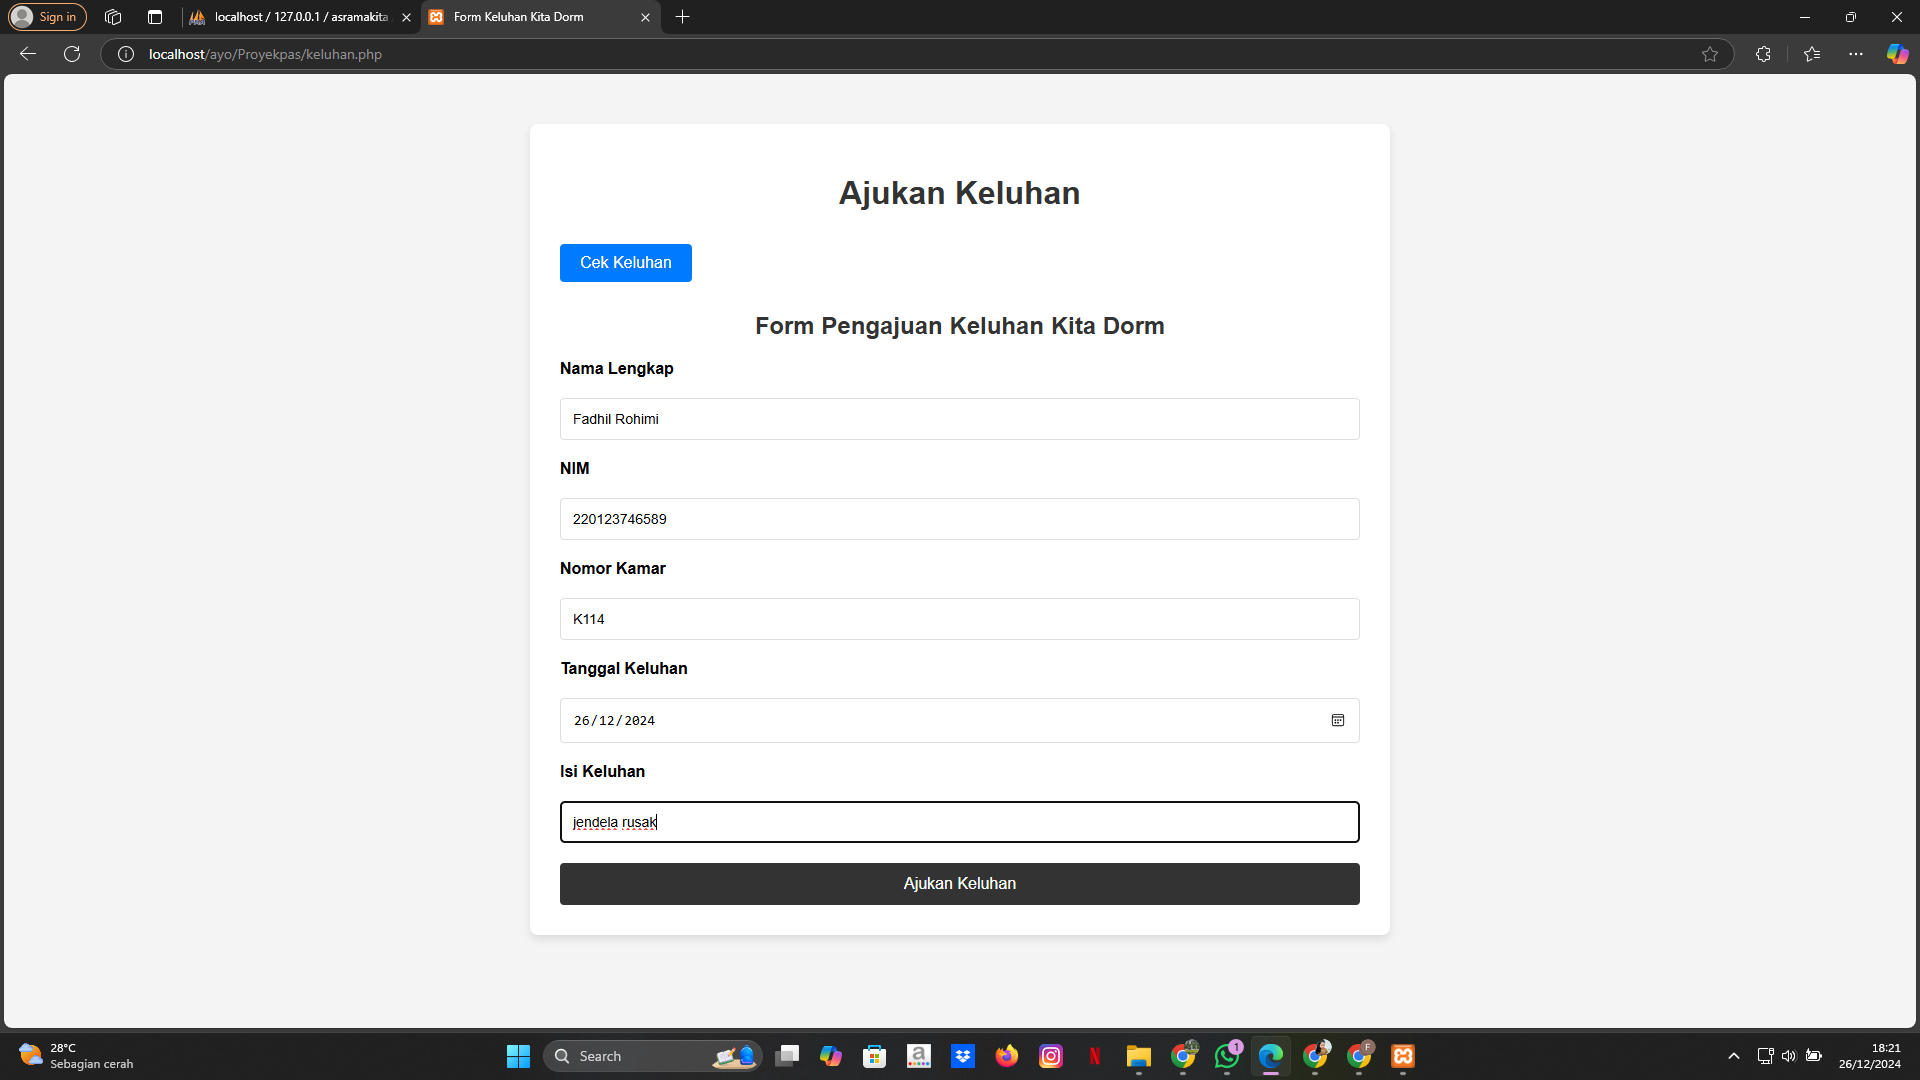 Sign in
localhost / 127.0.0.1 / asramakita
Form Keluhan Kita Dorm
localhost/ayo/Proyekpas/keluhan.php
Ajukan Keluhan
Cek Keluhan
Form Pengajuan Keluhan Kita Dorm
Nama Lengkap
Fadhil Rohimi
NIM
220123746589
Nomor Kamar
K114
Tanggal Keluhan
26/12/2024
Isi Keluhan
jendela rusak
Ajukan Keluhan
28°C
Sebagian cerah
Search
1
18:21
26/12/2024